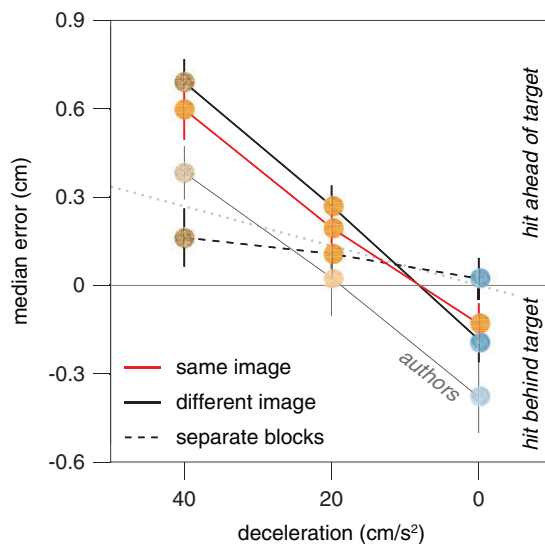 0.9
0.6
0.3
0
-0.3
-0.6
median error (cm)
hit ahead of target
hit behind target
authors
same image
different image
separate blocks
40
20
0
deceleration (cm/s²)